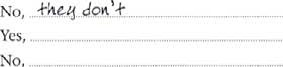 No, they don't
Yes,
No,